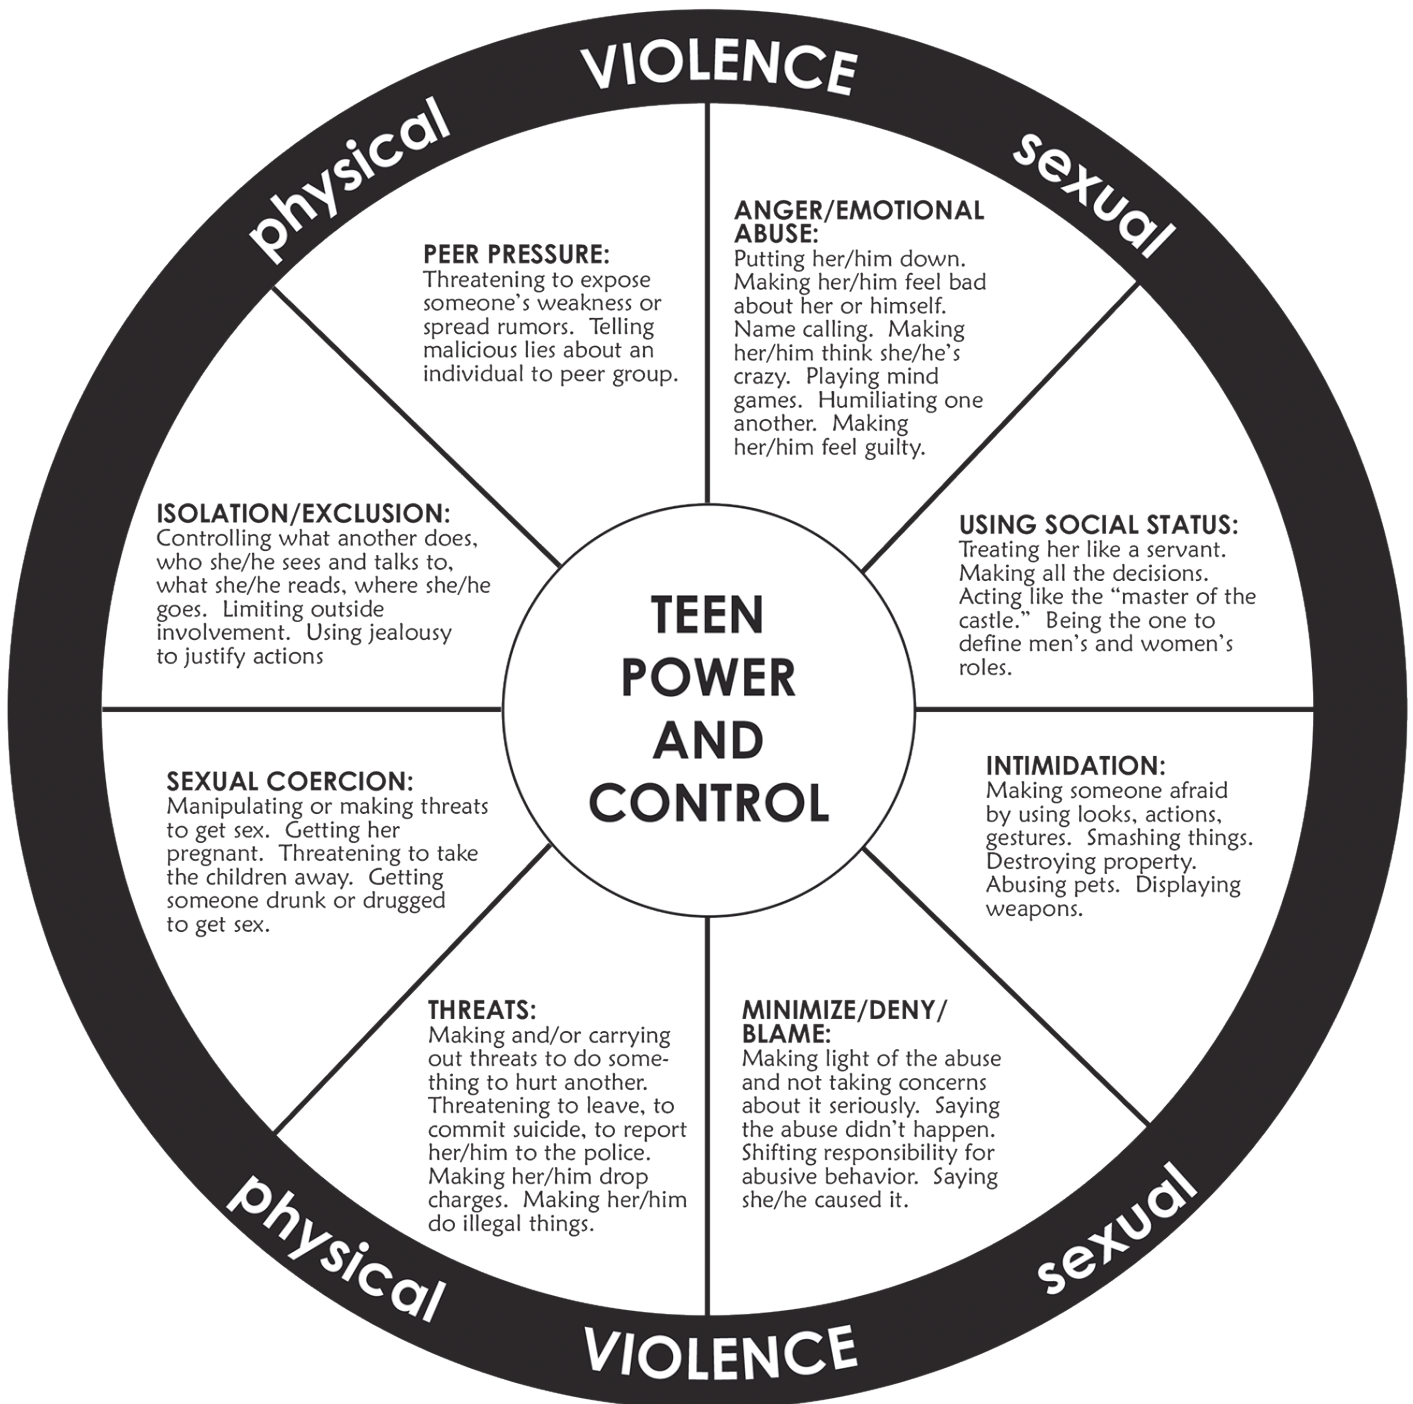 VIOLENCE
physical
sexual
ANGER/EMOTIONAL
ABUSE:
Putting her/him down.
Making her/him feel bad
about her or himself.
Name calling.  Making
her/him think she/he's
crazy.  Playing mind
games.  Humiliating one
another.  Making
her/him feel guilty.
PEER PRESSURE:
Threatening to expose
someone's weakness or
spread rumors.  Telling
malicious lies about an
individual to peer group.
ISOLATION/EXCLUSION:
Controlling what another does,
who she/he sees and talks to,
what she/he reads, where she/he
goes.  Limiting outside
involvement.  Using jealousy
to justify actions
USING SOCIAL STATUS:
Treating her like a servant.
Making all the decisions.
Acting like the “master of the
castle.”  Being the one to
define men's and women's
roles.
TEEN
POWER
AND
CONTROL
SEXUAL COERCION:
Manipulating or making threats
to get sex.  Getting her
pregnant.  Threatening to take
the children away.  Getting
someone drunk or drugged
to get sex.
INTIMIDATION:
Making someone afraid
by using looks, actions,
gestures.  Smashing things.
Destroying property.
Abusing pets.  Displaying
weapons.
THREATS:
Making and/or carrying
out threats to do some-
thing to hurt another.
Threatening to leave, to
commit suicide, to report
her/him to the police.
Making her/him drop
charges.  Making her/him
do illegal things.
MINIMIZE/DENY/
BLAME:
Making light of the abuse
and not taking concerns
about it seriously.  Saying
the abuse didn't happen.
Shifting responsibility for
abusive behavior.  Saying
she/he caused it.
physical
sexual
VIOLENCE